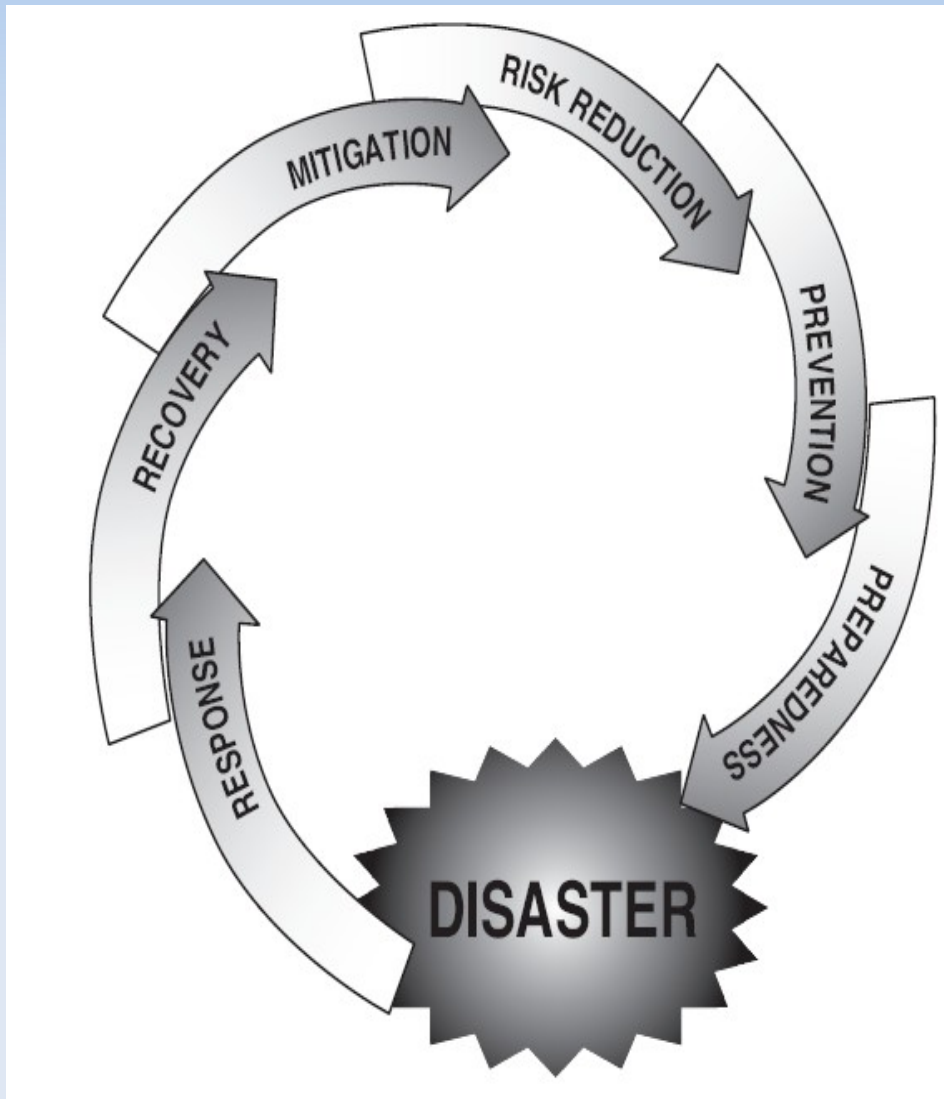 RISK REDUCTION
MITIGATION
PREVENTION
RECOVERY
PREPAREDNESS
RESPONSE
DISASTER